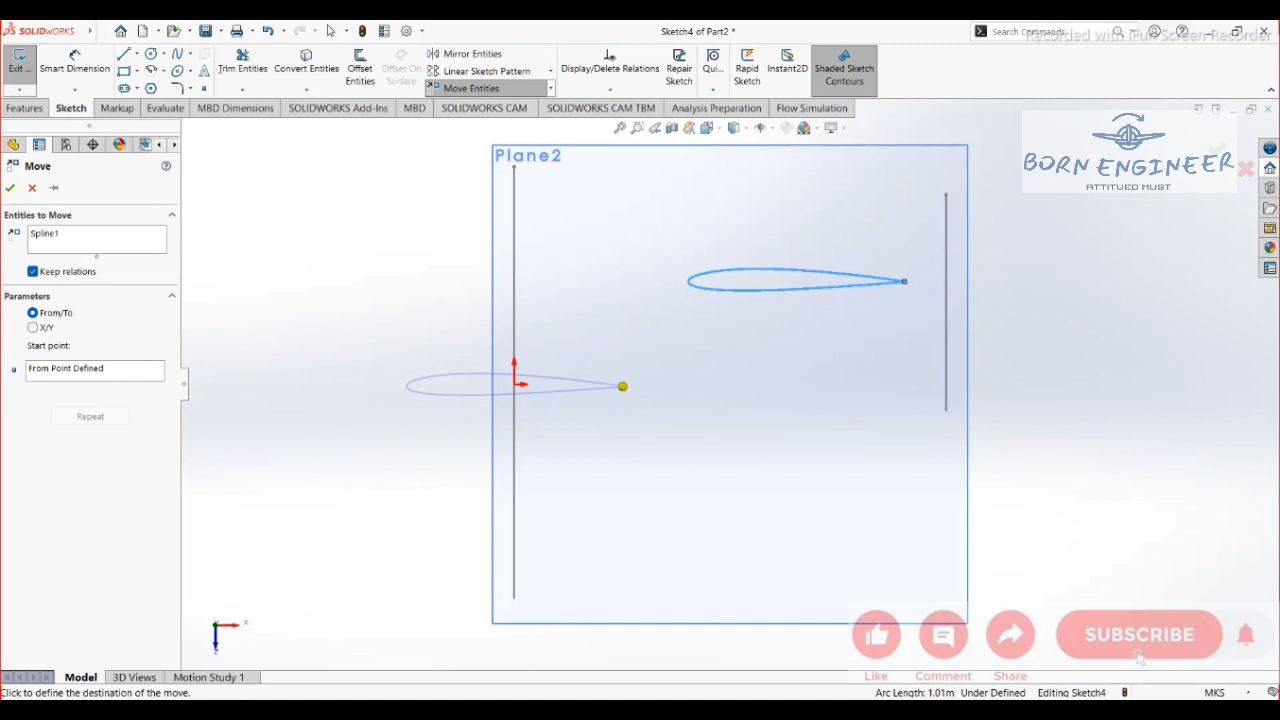 SOLIDWORKS
Sketch4 of Part2 *
Search Commands
Recorded with iFun Screen Recorder
Exit ...
Smart Dimension
Trim Entities
Convert Entities
Offset Entities
Offset On Surface
Mirror Entities
Linear Sketch Pattern
Move Entities
Display/Delete Relations
Repair Sketch
Qui...
Rapid Sketch
Instant2D
Shaded Sketch Contours
Features
Sketch
Markup
Evaluate
MBD Dimensions
SOLIDWORKS Add-Ins
MBD
SOLIDWORKS CAM
SOLIDWORKS CAM TBM
Analysis Preparation
Flow Simulation
BORN ENGINEER
ATTITUED MUST
Move
Entities to Move
Spline1
Keep relations
Parameters
From/To
X/Y
Start point:
From Point Defined
Repeat
Plane2
x
z
SUBSCRIBE
Like
Comment
Share
Model
3D Views
Motion Study 1
Click to define the destination of the move.
Arc Length: 1.01m
Under Defined
Editing Sketch4
MKS